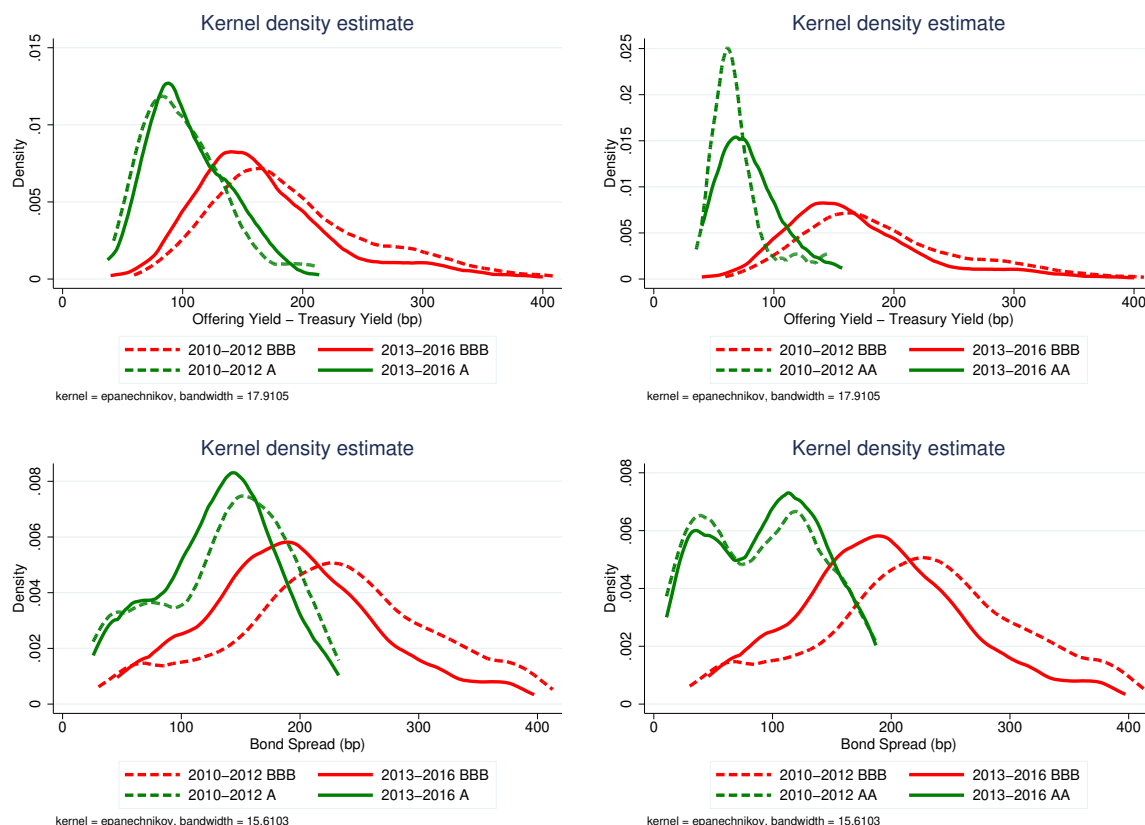 Kernel density estimate
.015
.01
.005
0
Density
0 100 200 300 400
Offering Yield − Treasury Yield (bp)
2010−2012 BBB 2013−2016 BBB
2010−2012 A 2013−2016 A
kernel = epanechnikov, bandwidth = 17.9105
Kernel density estimate
.025
.02
.015
.01
.005
0
Density
0 100 200 300 400
Offering Yield − Treasury Yield (bp)
2010−2012 BBB 2013−2016 BBB
2010−2012 AA 2013−2016 AA
kernel = epanechnikov, bandwidth = 17.9105
Kernel density estimate
.008
.006
.004
.002
0
Density
0 100 200 300 400
Bond Spread (bp)
2010−2012 BBB 2013−2016 BBB
2010−2012 A 2013−2016 A
kernel = epanechnikov, bandwidth = 15.6103
Kernel density estimate
.008
.006
.004
.002
0
Density
0 100 200 300 400
Bond Spread (bp)
2010−2012 BBB 2013−2016 BBB
2010−2012 AA 2013−2016 AA
kernel = epanechnikov, bandwidth = 15.6103